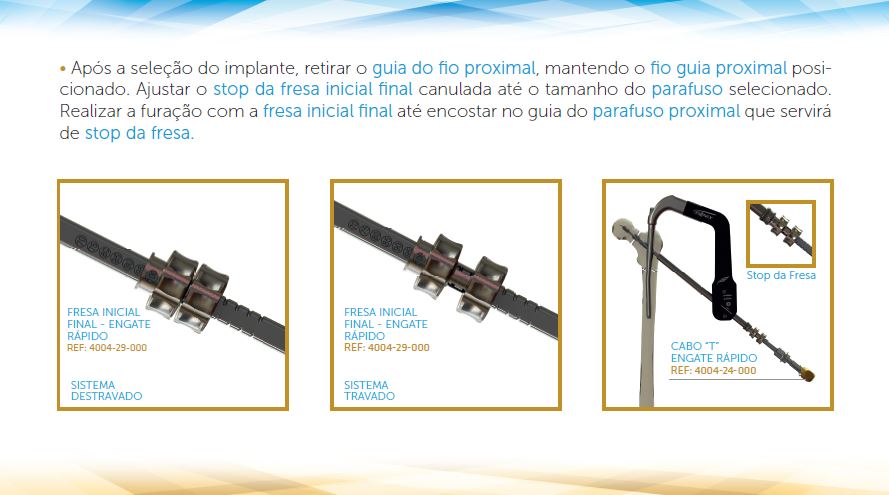 • Após a seleção do implante, retirar o guia do fio proximal, mantendo o fio guia proximal posi-
cionado. Ajustar o stop da fresa inicial final canulada até o tamanho do parafuso selecionado.
Realizar a furação com a fresa inicial final até encostar no guia do parafuso proximal que servirá
de stop da fresa.
FRESA INICIAL
FINAL - ENGATE
RÁPIDO
REF: 4004-29-000
SISTEMA
DESTRAVADO
FRESA INICIAL
FINAL - ENGATE
RÁPIDO
REF: 4004-29-000
SISTEMA
TRAVADO
Stop da Fresa
CABO “T”
ENGATE RÁPIDO
REF: 4004-24-000